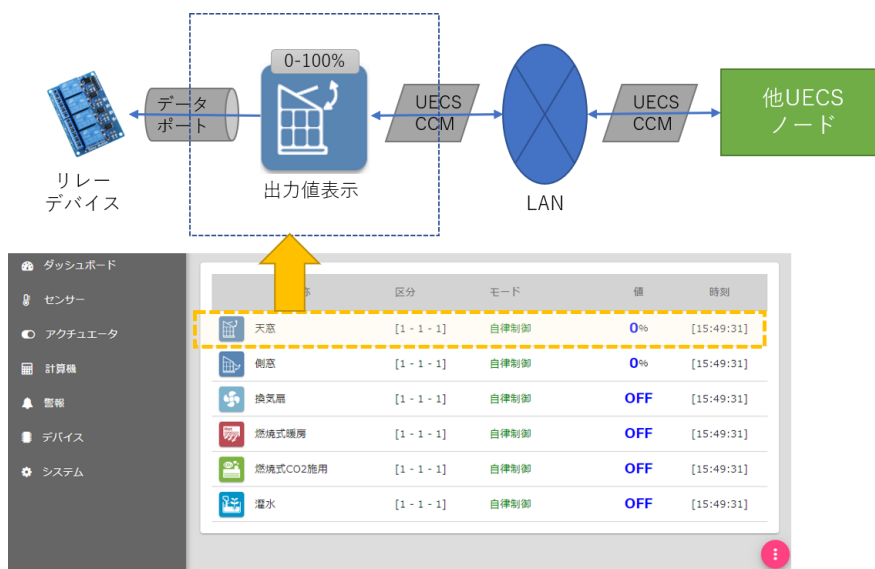 0-100%
データ
ポート
UECS
CCM
UECS
CCM
他UECS
ノード
リレー
デバイス
出力値表示
LAN
ダッシュボード
センサー
アクチュエータ
計算機
警報
デバイス
システム
区分 モード 値 時刻
天窓 [1 - 1 - 1] 自律制御 0% [15:49:31]
側窓 [1 - 1 - 1] 自律制御 0% [15:49:31]
換気扇 [1 - 1 - 1] 自律制御 OFF [15:49:31]
燃焼式暖房 [1 - 1 - 1] 自律制御 OFF [15:49:31]
燃焼式CO2施用 [1 - 1 - 1] 自律制御 OFF [15:49:31]
灌水 [1 - 1 - 1] 自律制御 OFF [15:49:31]